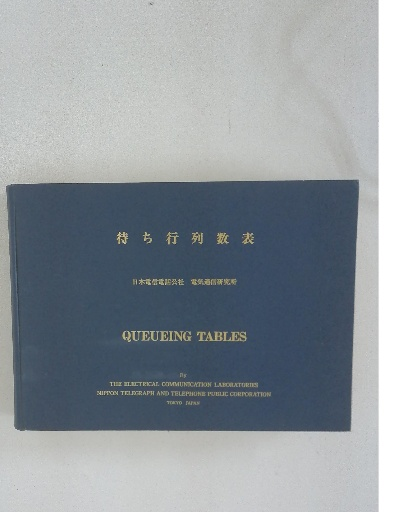 待ち行列数表
日本電信電話公社 電気通信研究所
QUEUEING TABLES
By
THE ELECTRICAL COMMUNICATION LABORATORIES
NIPPON TELEGRAPH AND TELEPHONE PUBLIC CORPORATION
TOKYO JAPAN